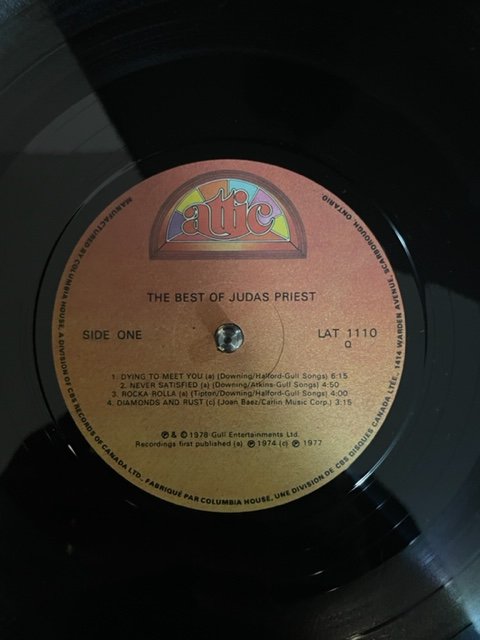 attic
THE BEST OF JUDAS PRIEST
SIDE ONE
LAT 1110
Q
1. DYING TO MEET YOU (a) (Downing/Halford-Gull Songs) 6:15
2. NEVER SATISFIED (a) (Downing/Atkins-Gull Songs) 4:50
3. ROCKA ROLLA (a) (Tipton/Downing/Halford-Gull Songs) 4:00
4. DIAMONDS AND RUST (c) (Joan Baez/Carlin Music Corp.) 3:15
℗ & © 1978 Gull Entertainments Ltd.
Recordings first published (a) ℗ 1974 (c) ℗ 1977
MANUFACTURED BY COLUMBIA HOUSE, A DIVISION OF CBS RECORDS OF CANADA LTD., FABRIQUÉ PAR COLUMBIA HOUSE, UNE DIVISION DE CBS DISQUES CANADA LTÉE., 1414 WARDEN AVENUE, SCARBOROUGH, ONTARIO